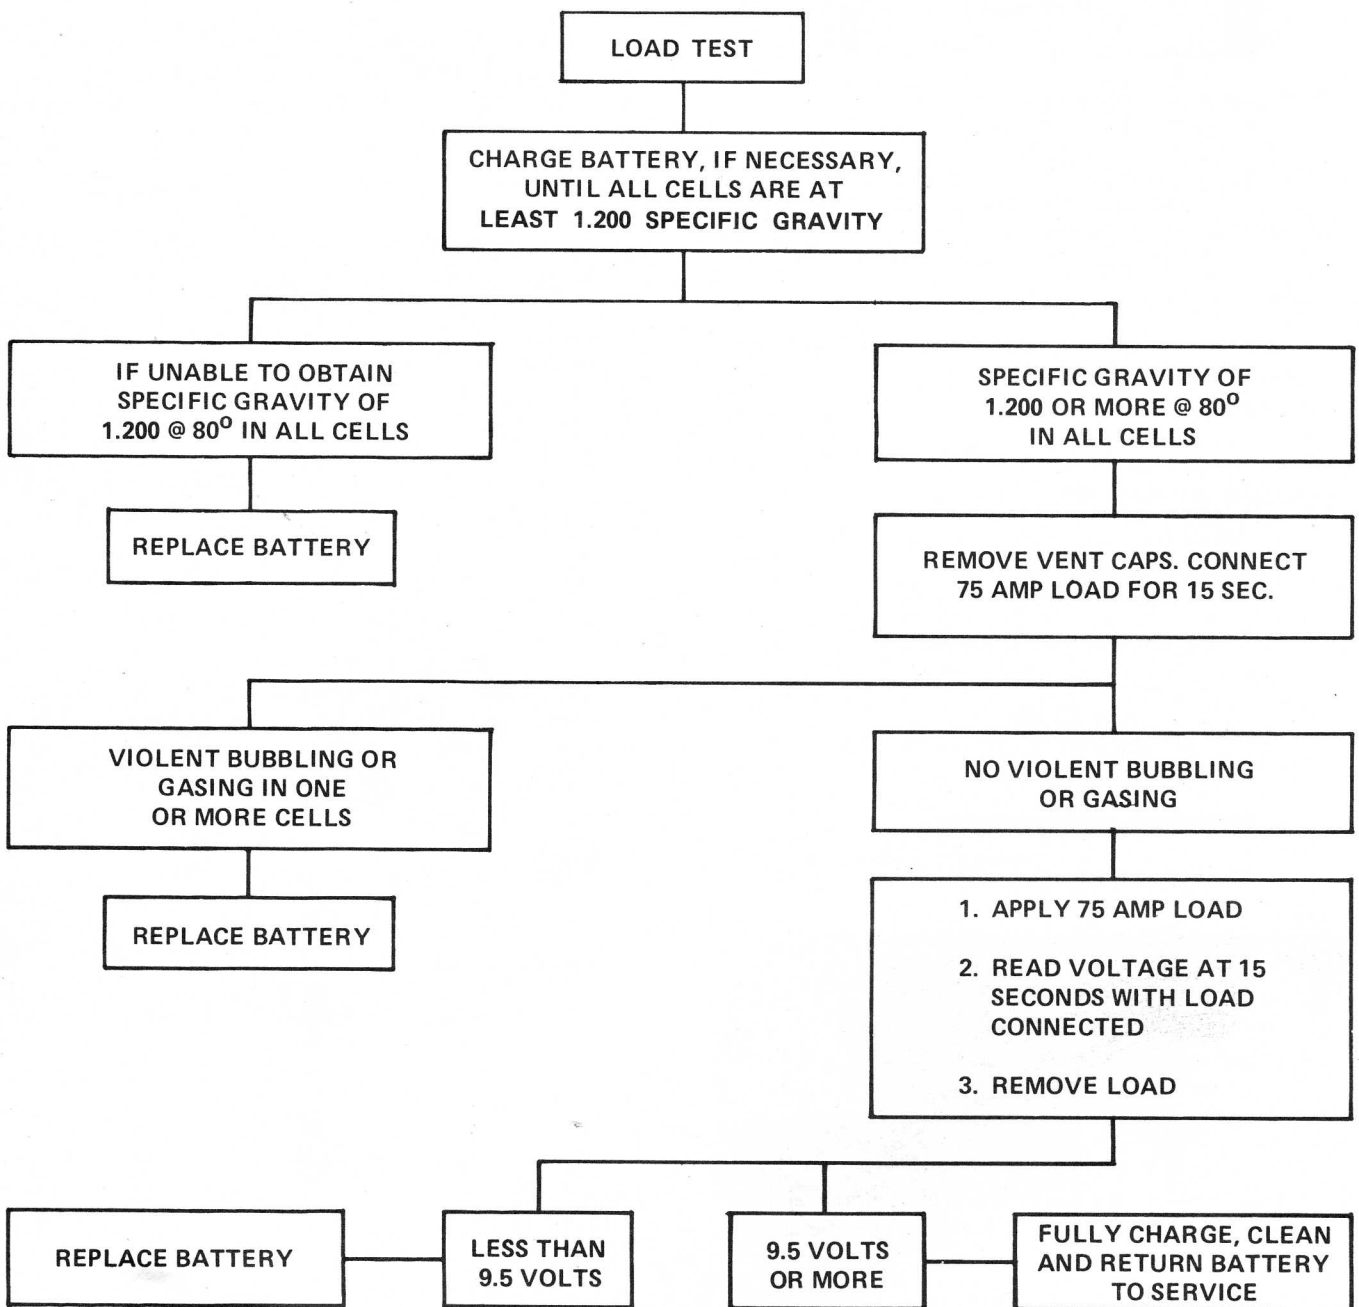 LOAD TEST
CHARGE BATTERY, IF NECESSARY,
UNTIL ALL CELLS ARE AT
LEAST 1.200 SPECIFIC GRAVITY
IF UNABLE TO OBTAIN
SPECIFIC GRAVITY OF
1.200 @ 80° IN ALL CELLS
SPECIFIC GRAVITY OF
1.200 OR MORE @ 80°
IN ALL CELLS
REPLACE BATTERY
REMOVE VENT CAPS. CONNECT
75 AMP LOAD FOR 15 SEC.
VIOLENT BUBBLING OR
GASING IN ONE
OR MORE CELLS
NO VIOLENT BUBBLING
OR GASING
REPLACE BATTERY
1. APPLY 75 AMP LOAD
2. READ VOLTAGE AT 15
SECONDS WITH LOAD
CONNECTED
3. REMOVE LOAD
REPLACE BATTERY
LESS THAN
9.5 VOLTS
9.5 VOLTS
OR MORE
FULLY CHARGE, CLEAN
AND RETURN BATTERY
TO SERVICE